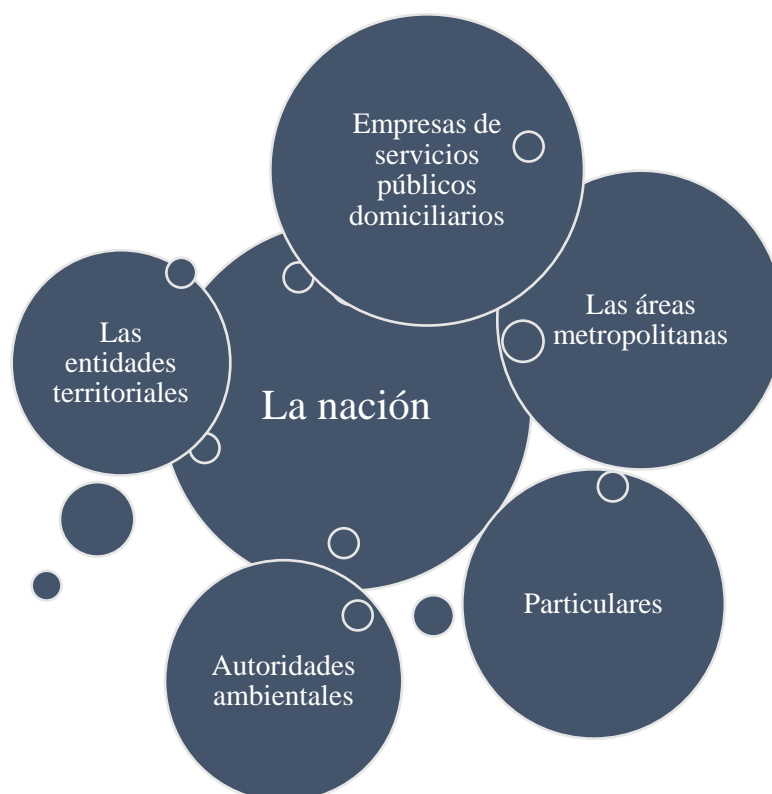 Empresas de
servicios
públicos
domiciliarios
Las áreas
metropolitanas
Las
entidades
territoriales
La nación
Particulares
Autoridades
ambientales